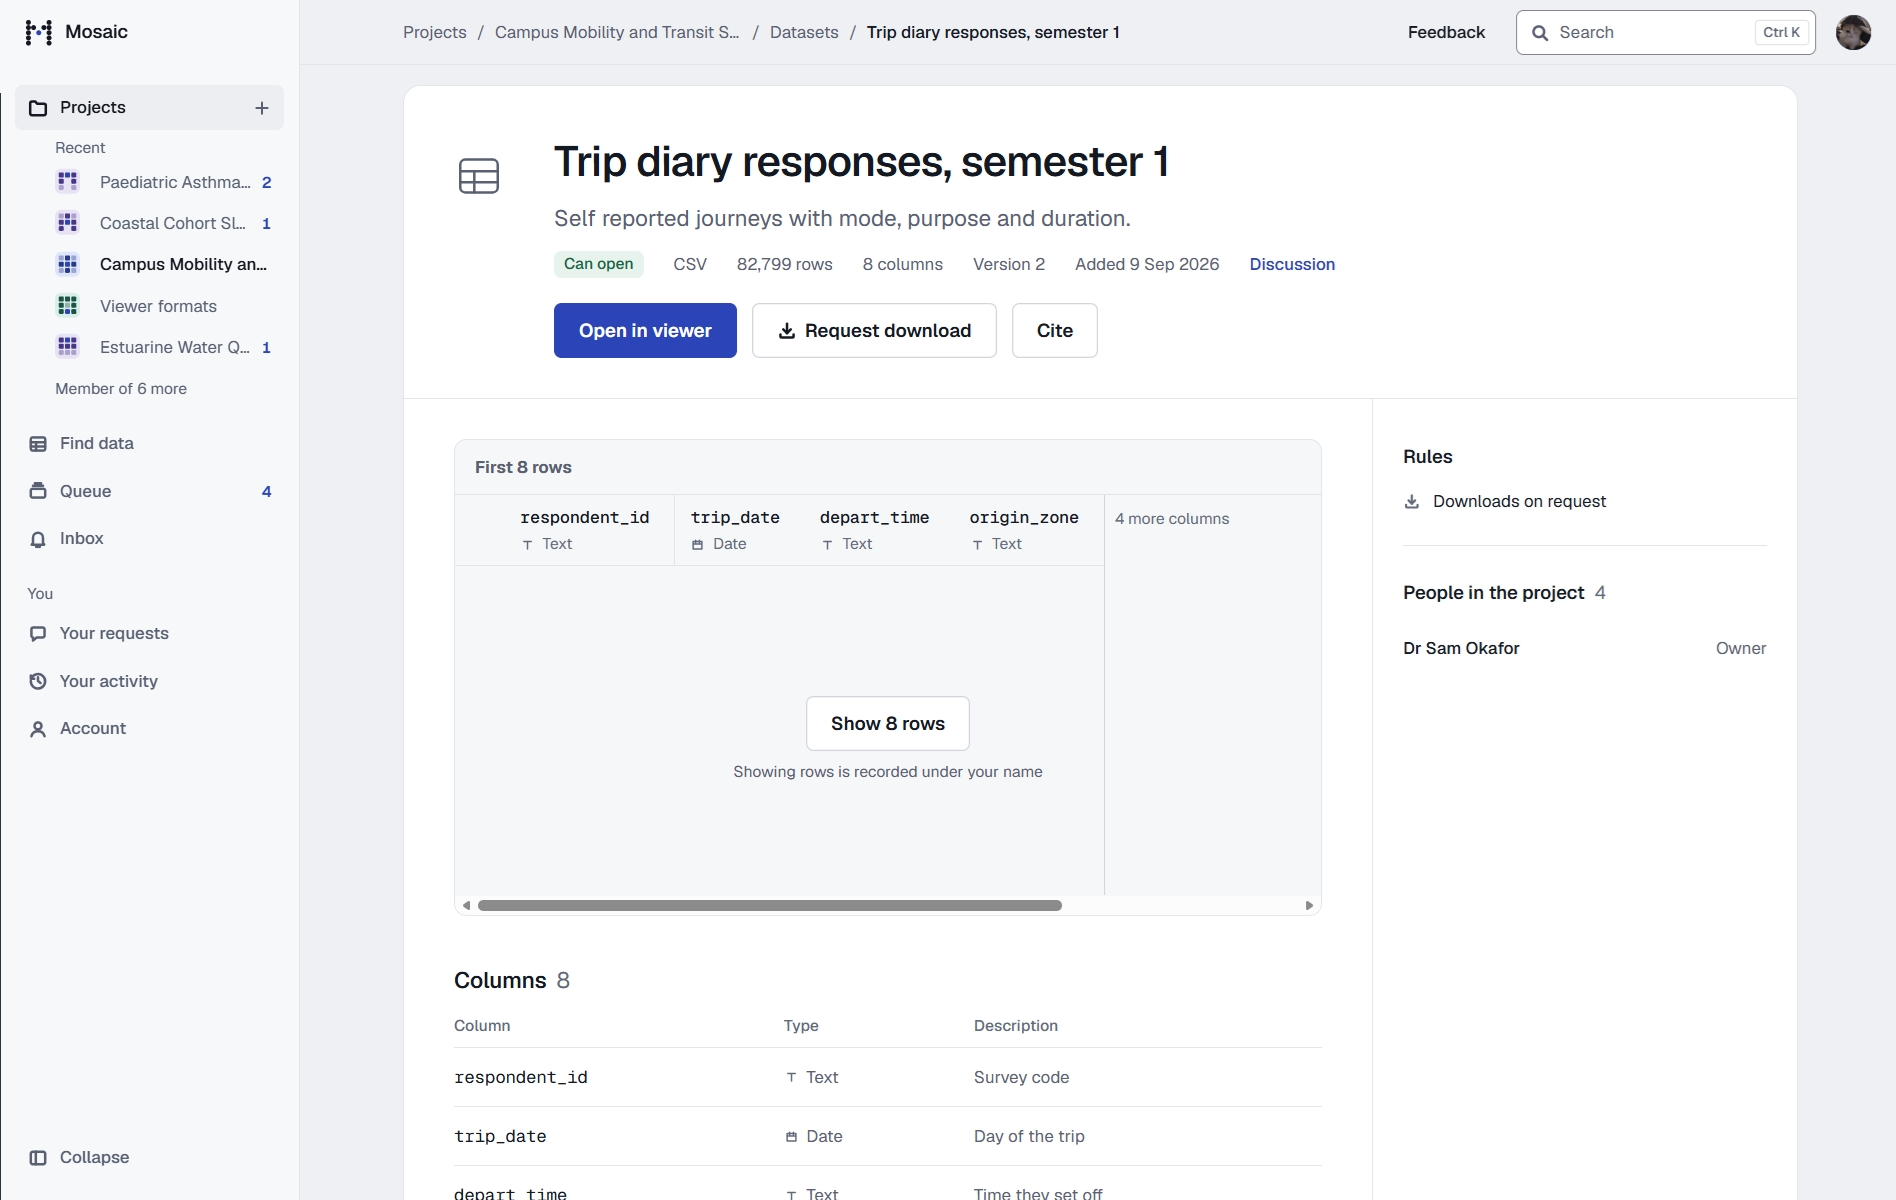 Mosaic
Projects / Campus Mobility and Transit S... / Datasets / Trip diary responses, semester 1
Feedback
Search
Ctrl K
Projects
Recent
Paediatric Asthma... 2
Coastal Cohort Sl... 1
Campus Mobility an...
Viewer formats
Estuarine Water Q... 1
Member of 6 more
Find data
Queue 4
Inbox
You
Your requests
Your activity
Account
Collapse
Trip diary responses, semester 1
Self reported journeys with mode, purpose and duration.
Can open CSV 82,799 rows 8 columns Version 2 Added 9 Sep 2026 Discussion
Open in viewer Request download Cite
First 8 rows
respondent_id trip_date depart_time origin_zone 4 more columns
Text Date Text Text
Show 8 rows
Showing rows is recorded under your name
Columns 8
Column Type Description
respondent_id Text Survey code
trip_date Date Day of the trip
depart_time Text Time they set off
Rules
Downloads on request
People in the project 4
Dr Sam Okafor Owner